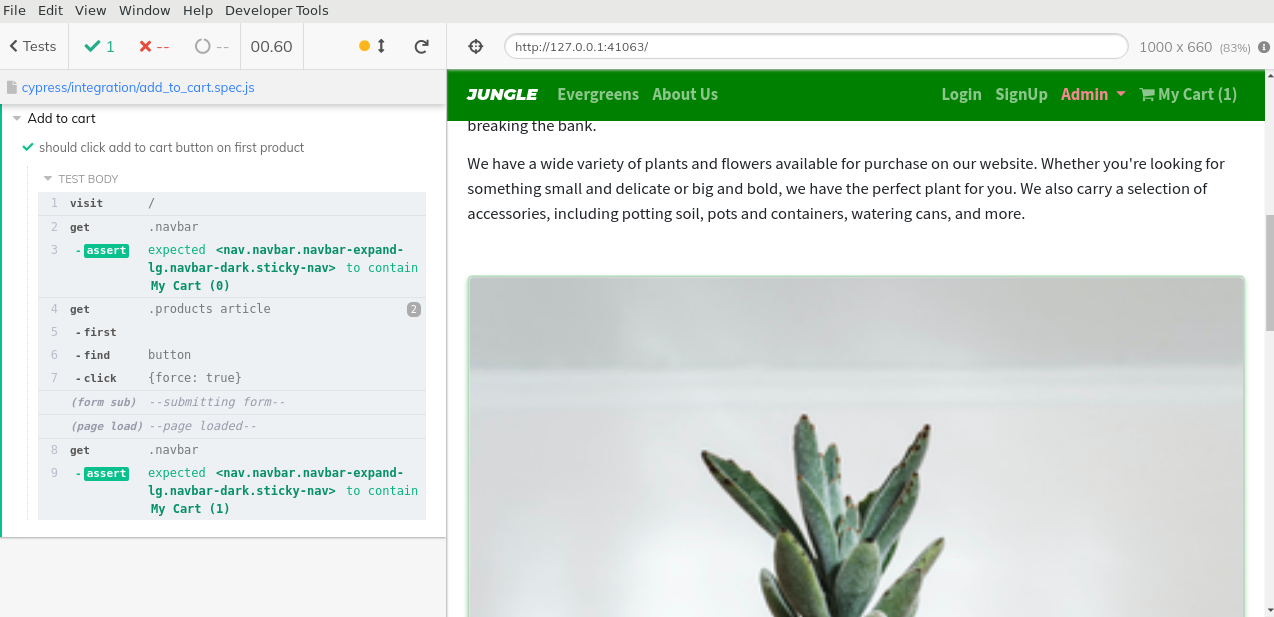 File Edit View Window Help Developer Tools
Tests 1 -- -- 00.60
http://127.0.0.1:41063/ 1000 x 660 (83%)
cypress/integration/add_to_cart.spec.js
Add to cart
should click add to cart button on first product
TEST BODY
1 visit /
2 get .navbar
3 -assert expected <nav.navbar.navbar-expand-
lg.navbar-dark.sticky-nav> to contain
My Cart (0)
4 get .products article 2
5 -first
6 -find button
7 -click {force: true}
(form sub) --submitting form--
(page load) --page loaded--
8 get .navbar
9 -assert expected <nav.navbar.navbar-expand-
lg.navbar-dark.sticky-nav> to contain
My Cart (1)
JUNGLE Evergreens About Us Login SignUp Admin My Cart (1)
breaking the bank.
We have a wide variety of plants and flowers available for purchase on our website. Whether you're looking for
something small and delicate or big and bold, we have the perfect plant for you. We also carry a selection of
accessories, including potting soil, pots and containers, watering cans, and more.